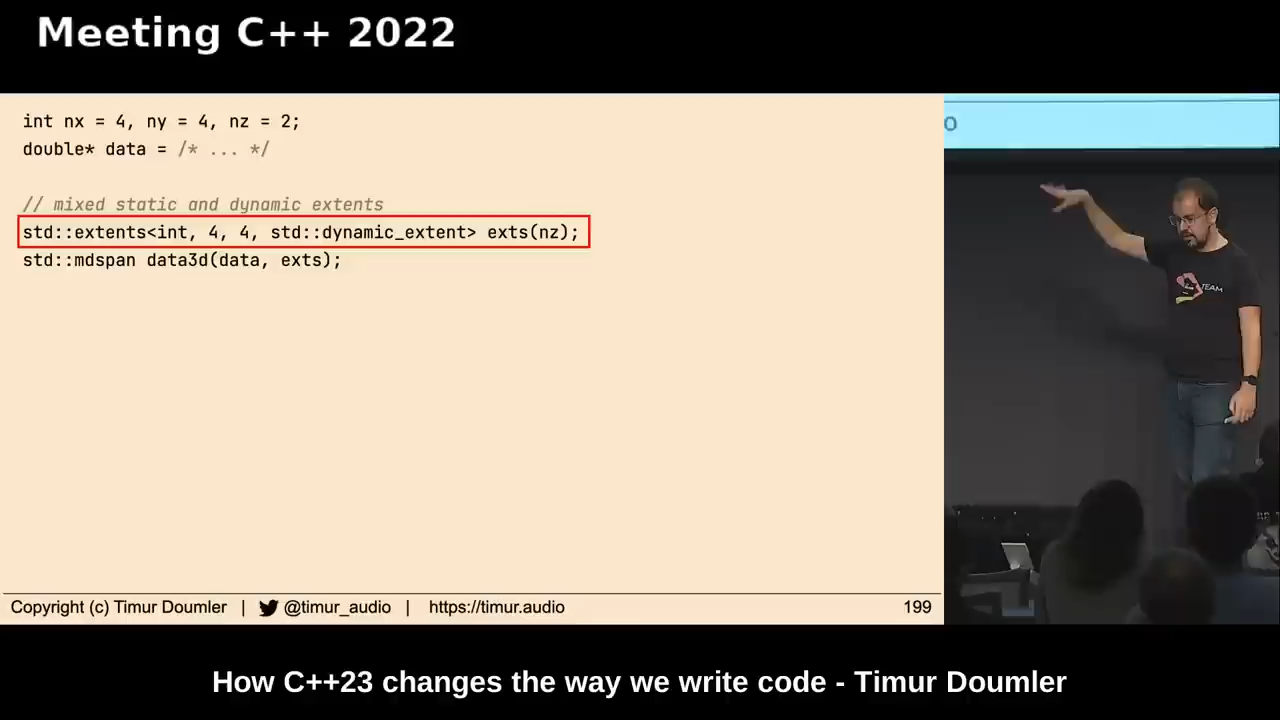 Meeting C++ 2022
int nx = 4, ny = 4, nz = 2;
double* data = /* ... */
// mixed static and dynamic extents
std::extents<int, 4, 4, std::dynamic_extent> exts(nz);
std::mdspan data3d(data, exts);
TEAM
Copyright (c) Timur Doumler | @timur_audio | https://timur.audio
199
How C++23 changes the way we write code - Timur Doumler